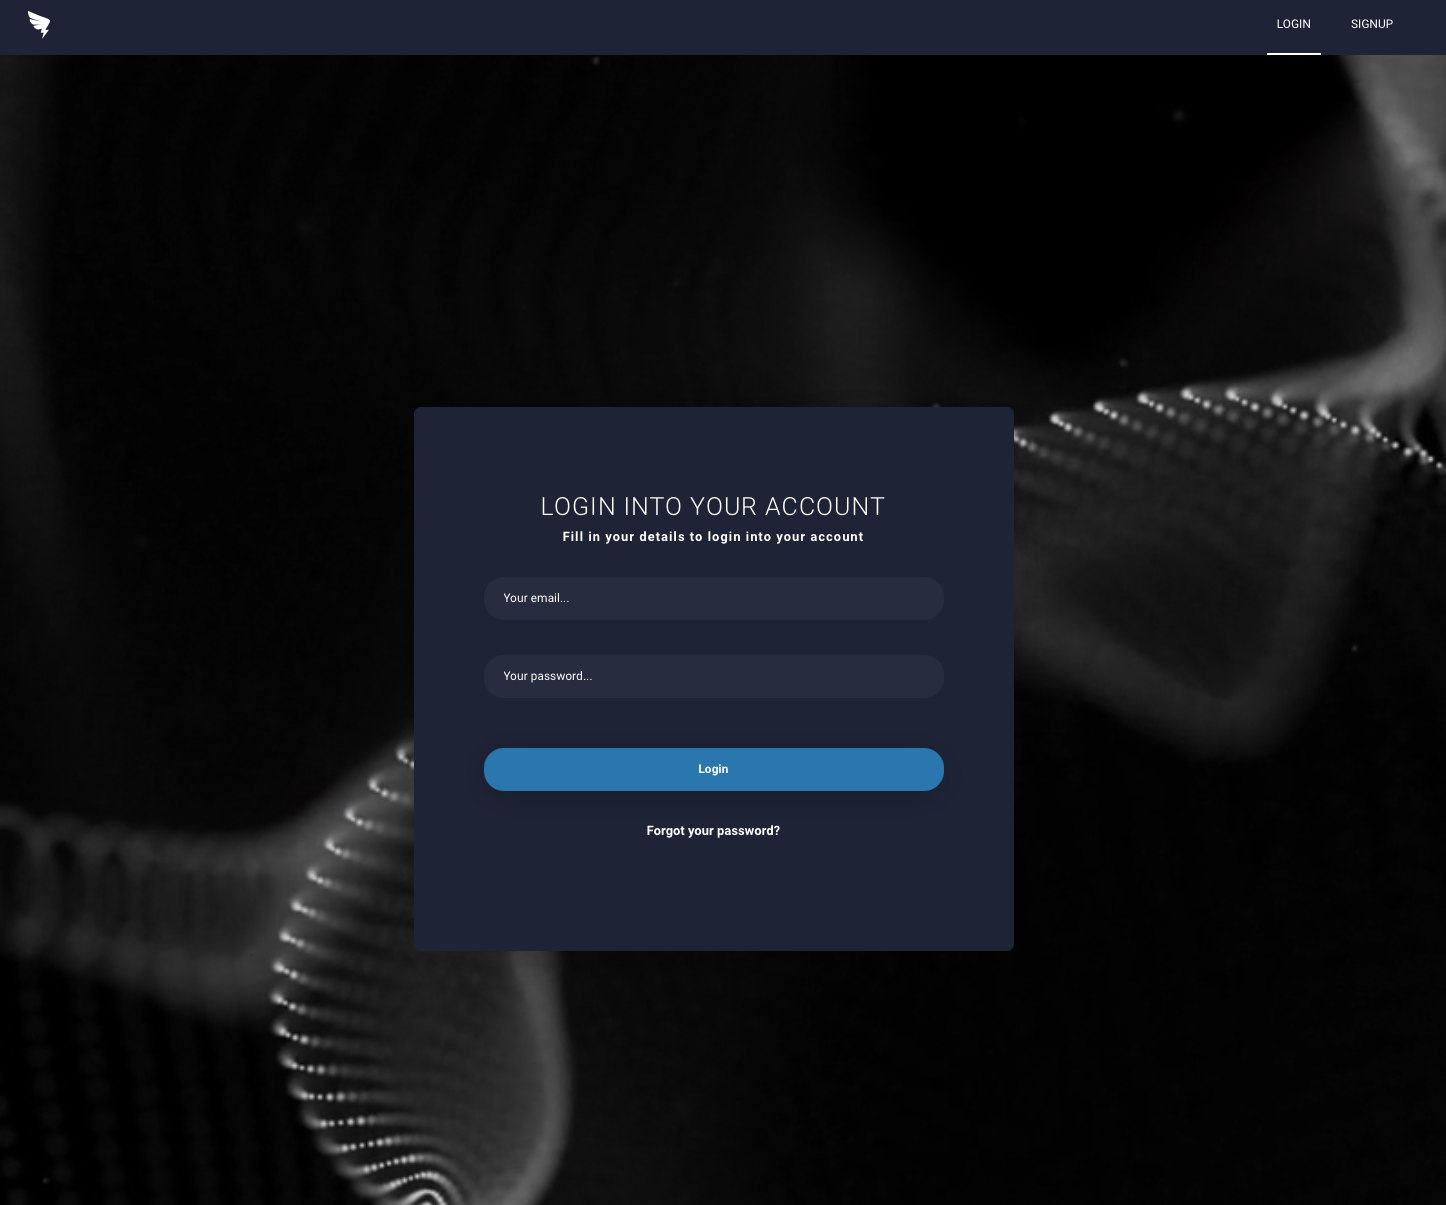 LOGIN
SIGNUP
LOGIN INTO YOUR ACCOUNT
Fill in your details to login into your account
Your email...
Your password...
Login
Forgot your password?